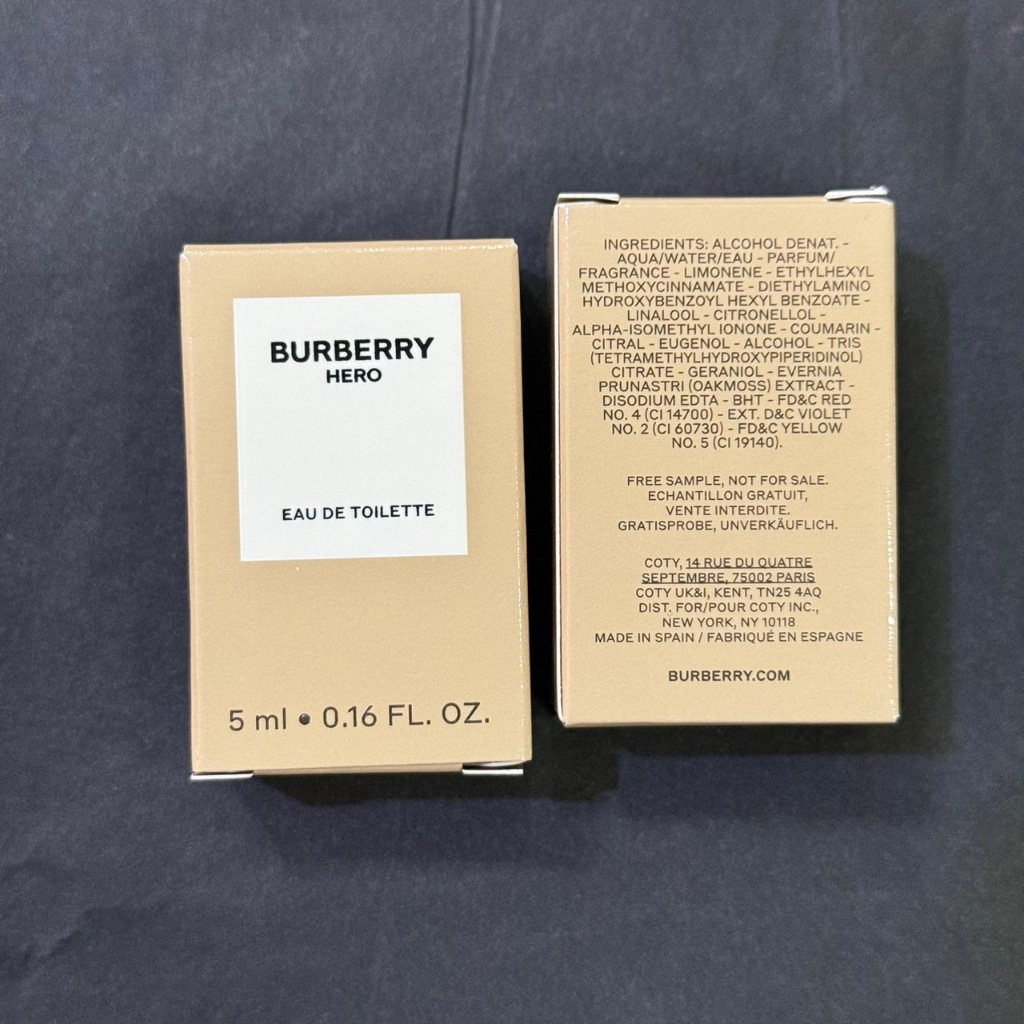 BURBERRY
HERO
EAU DE TOILETTE
5 ml • 0.16 FL. OZ.
INGREDIENTS: ALCOHOL DENAT. -
AQUA/WATER/EAU - PARFUM/
FRAGRANCE - LIMONENE - ETHYLHEXYL
METHOXYCINNAMATE - DIETHYLAMINO
HYDROXYBENZOYL HEXYL BENZOATE -
LINALOOL - CITRONELLOL -
ALPHA-ISOMETHYL IONONE - COUMARIN -
CITRAL - EUGENOL - ALCOHOL - TRIS
(TETRAMETHYLHYDROXYPIPERIDINOL)
CITRATE - GERANIOL - EVERNIA
PRUNASTRI (OAKMOSS) EXTRACT -
DISODIUM EDTA - BHT - FD&C RED
NO. 4 (CI 14700) - EXT. D&C VIOLET
NO. 2 (CI 60730) - FD&C YELLOW
NO. 5 (CI 19140).
FREE SAMPLE, NOT FOR SALE.
ECHANTILLON GRATUIT,
VENTE INTERDITE.
GRATISPROBE, UNVERKÄUFLICH.
COTY, 14 RUE DU QUATRE
SEPTEMBRE, 75002 PARIS
COTY UK&I, KENT, TN25 4AQ
DIST. FOR/POUR COTY INC.,
NEW YORK, NY 10118
MADE IN SPAIN / FABRIQUÉ EN ESPAGNE
BURBERRY.COM